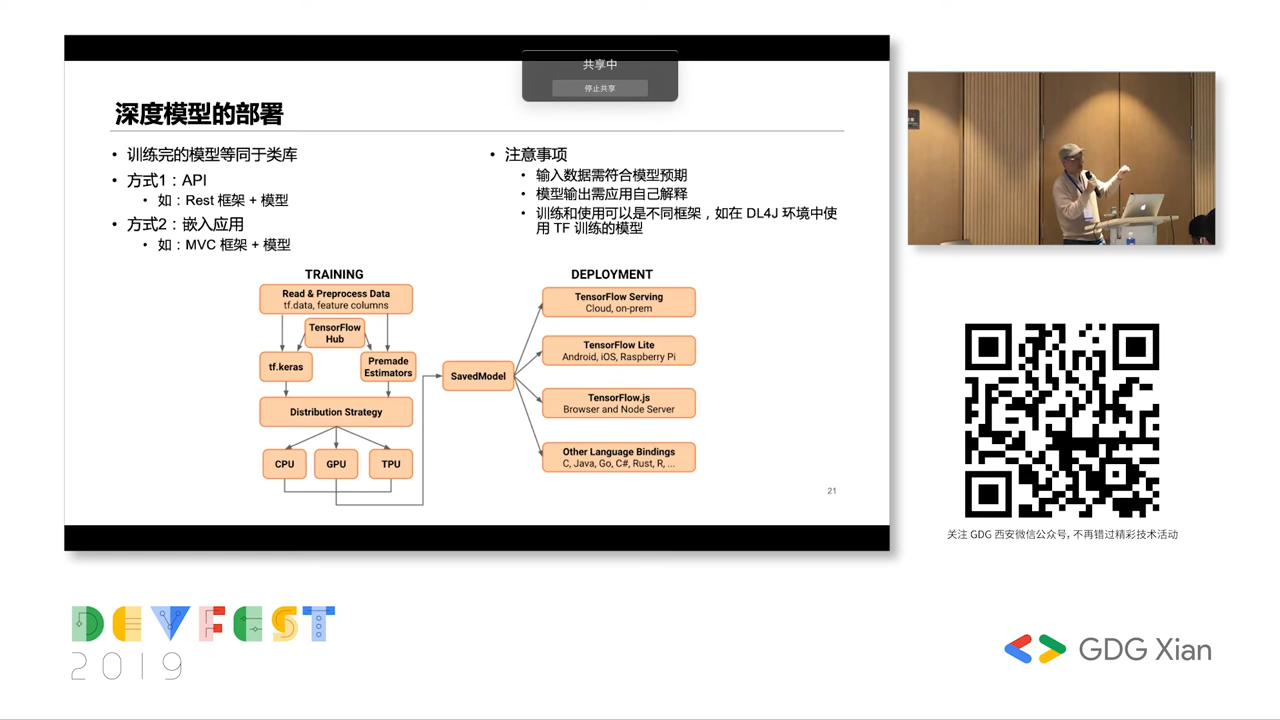 共享中
停止共享
深度模型的部署
• 训练完的模型等同于类库
• 方式1：API
• 如：Rest 框架 + 模型
• 方式2：嵌入应用
• 如：MVC 框架 + 模型
• 注意事项
• 输入数据需符合模型预期
• 模型输出需应用自己解释
• 训练和使用可以是不同框架，如在 DL4J 环境中使
用 TF 训练的模型
TRAINING
Read & Preprocess Data
tf.data, feature columns
TensorFlow
Hub
tf.keras
Premade
Estimators
Distribution Strategy
CPU
GPU
TPU
SavedModel
DEPLOYMENT
TensorFlow Serving
Cloud, on-prem
TensorFlow Lite
Android, iOS, Raspberry Pi
TensorFlow.js
Browser and Node Server
Other Language Bindings
C, Java, Go, C#, Rust, R, ...
21
关注 GDG 西安微信公众号, 不再错过精彩技术活动
DEVFEST
2019
GDG Xian